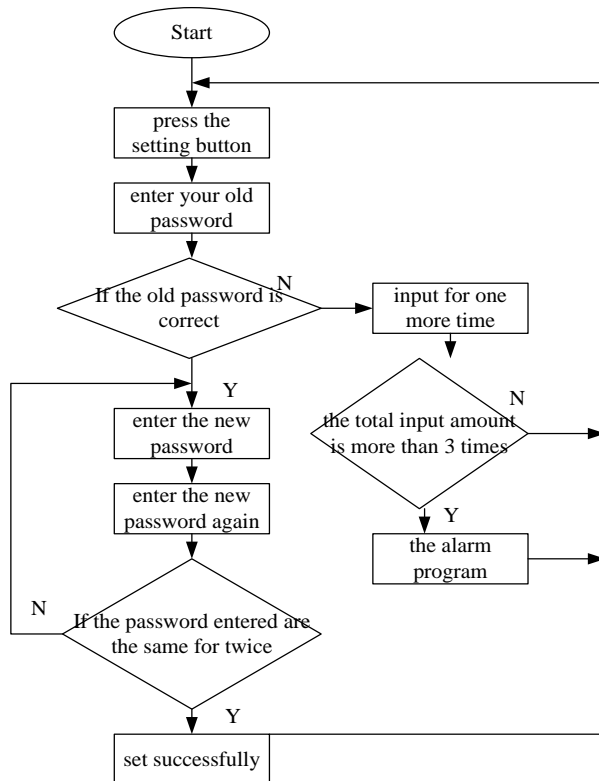 Start
press the
setting button
enter your old
password
If the old password is
correct
N
input for one
more time
Y
N
enter the new
password
the total input amount
is more than 3 times
enter the new
password again
Y
the alarm
program
N
If the password entered are
the same for twice
Y
set successfully